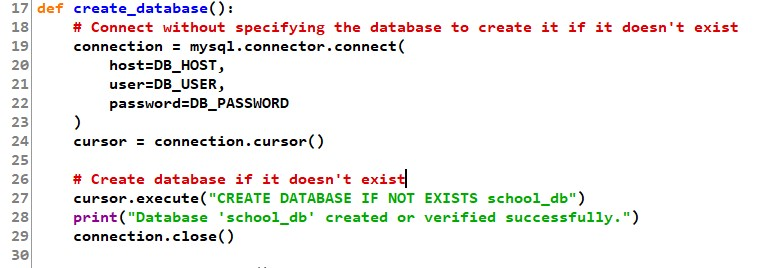 17 def create_database():
18     # Connect without specifying the database to create it if it doesn't exist
19     connection = mysql.connector.connect(
20         host=DB_HOST,
21         user=DB_USER,
22         password=DB_PASSWORD
23     )
24     cursor = connection.cursor()
25
26     # Create database if it doesn't exist
27     cursor.execute("CREATE DATABASE IF NOT EXISTS school_db")
28     print("Database 'school_db' created or verified successfully.")
29     connection.close()
30